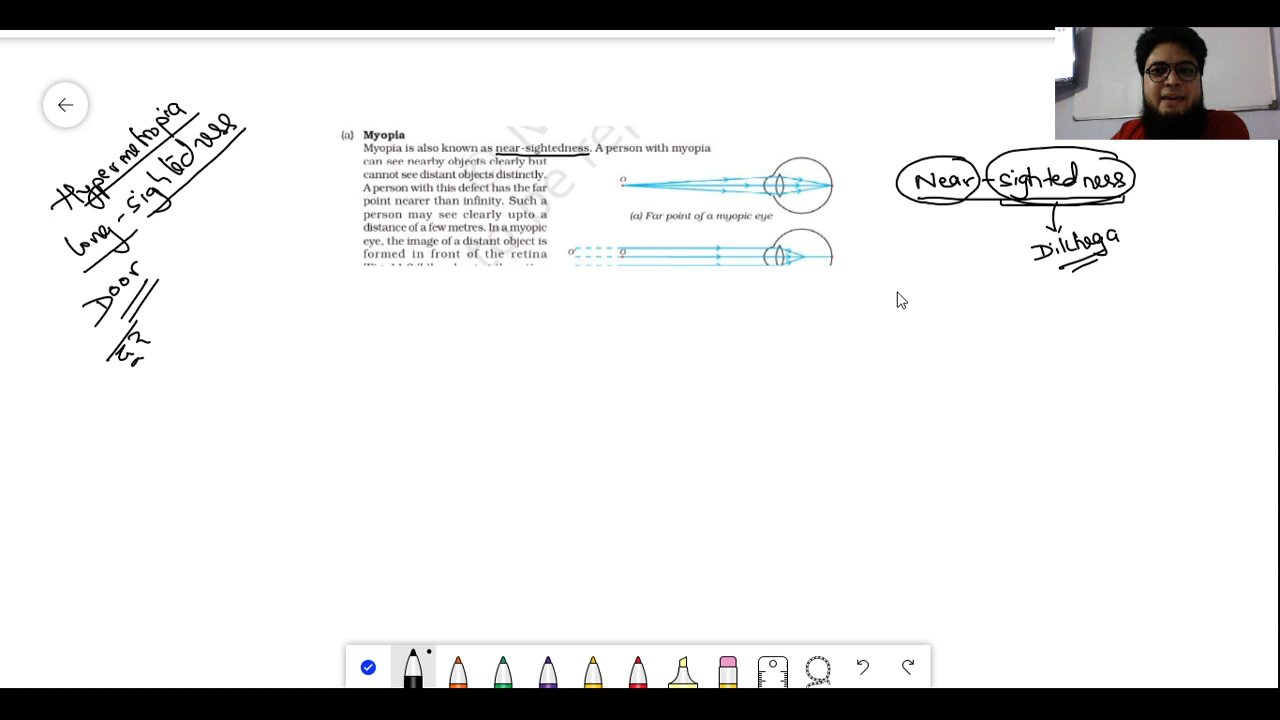 Hypermetropia
long-sightedness
Door
(a) Myopia
Myopia is also known as near-sightedness. A person with myopia
can see nearby objects clearly but
cannot see distant objects distinctly.
A person with this defect has the far
point nearer than infinity. Such a
person may see clearly upto a
distance of a few metres. In a myopic
eye, the image of a distant object is
formed in front of the retina
O
(a) Far point of a myopic eye
O' O
Near-sightedness
Dikhega